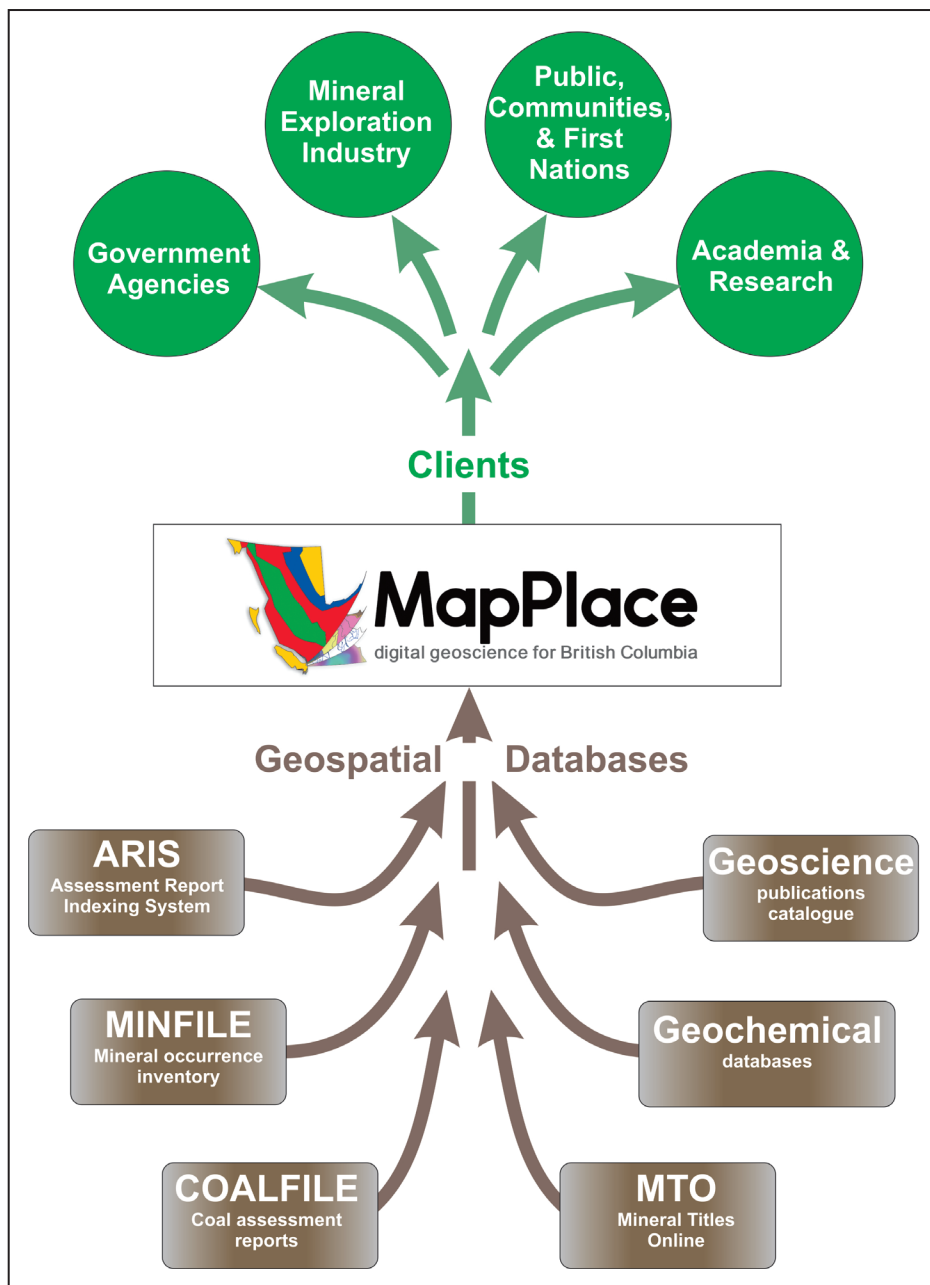 Mineral
Exploration
Industry
Public,
Communities,
& First
Nations
Government
Agencies
Academia &
Research
Clients
MapPlace
digital geoscience for British Columbia
Geospatial Databases
ARIS
Assessment Report
Indexing System
Geoscience
publications
catalogue
MINFILE
Mineral occurrence
inventory
Geochemical
databases
COALFILE
Coal assessment
reports
MTO
Mineral Titles
Online